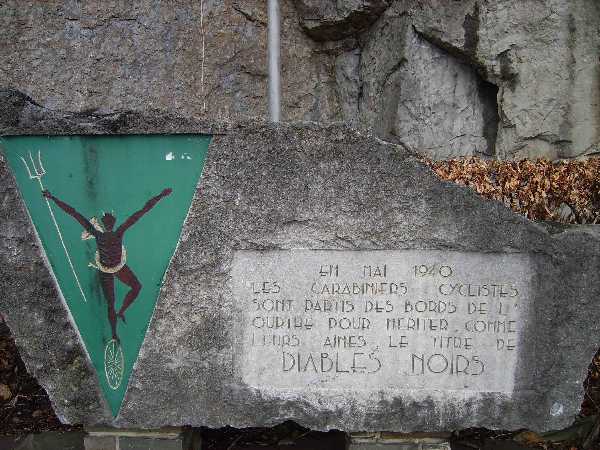 EN MAI 1940
LES CARABINIERS CYCLISTES
SONT PARTIS DES BORDS DE L'
OURTHE POUR MERITER COMME
LEURS AINES LE TITRE DE
DIABLES NOIRS